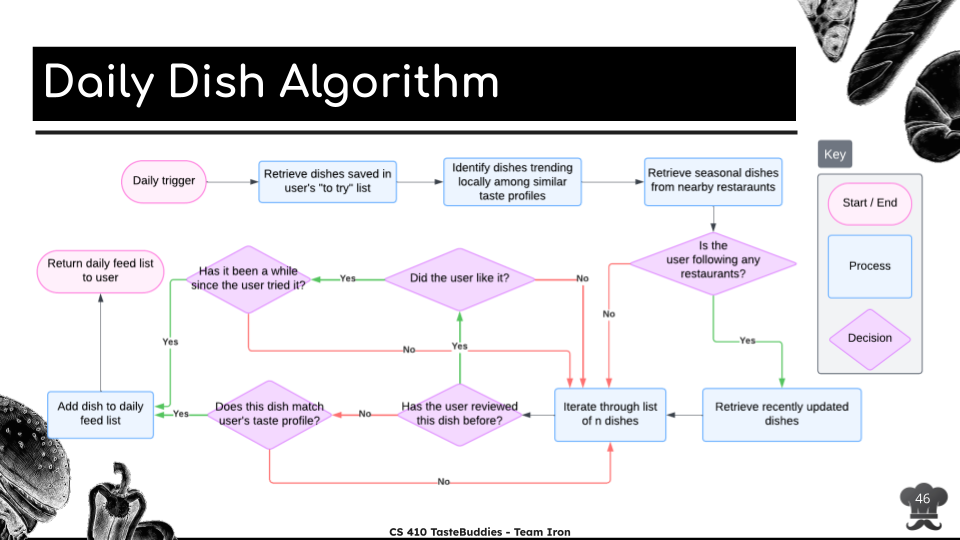 Daily Dish Algorithm
Key
Daily trigger
Retrieve dishes saved in
user's "to try" list
Identify dishes trending
locally among similar
taste profiles
Retrieve seasonal dishes
from nearby restaraunts
Start / End
Process
Decision
Return daily feed list
to user
Has it been a while
since the user tried it?
Yes
Did the user like it?
No
Is the
user following any
restaurants?
No
Yes
Yes
No
Yes
Add dish to daily
feed list
Yes
Does this dish match
user's taste profile?
No
Has the user reviewed
this dish before?
Iterate through list
of n dishes
Retrieve recently updated
dishes
No
46
CS 410 TasteBuddies - Team Iron